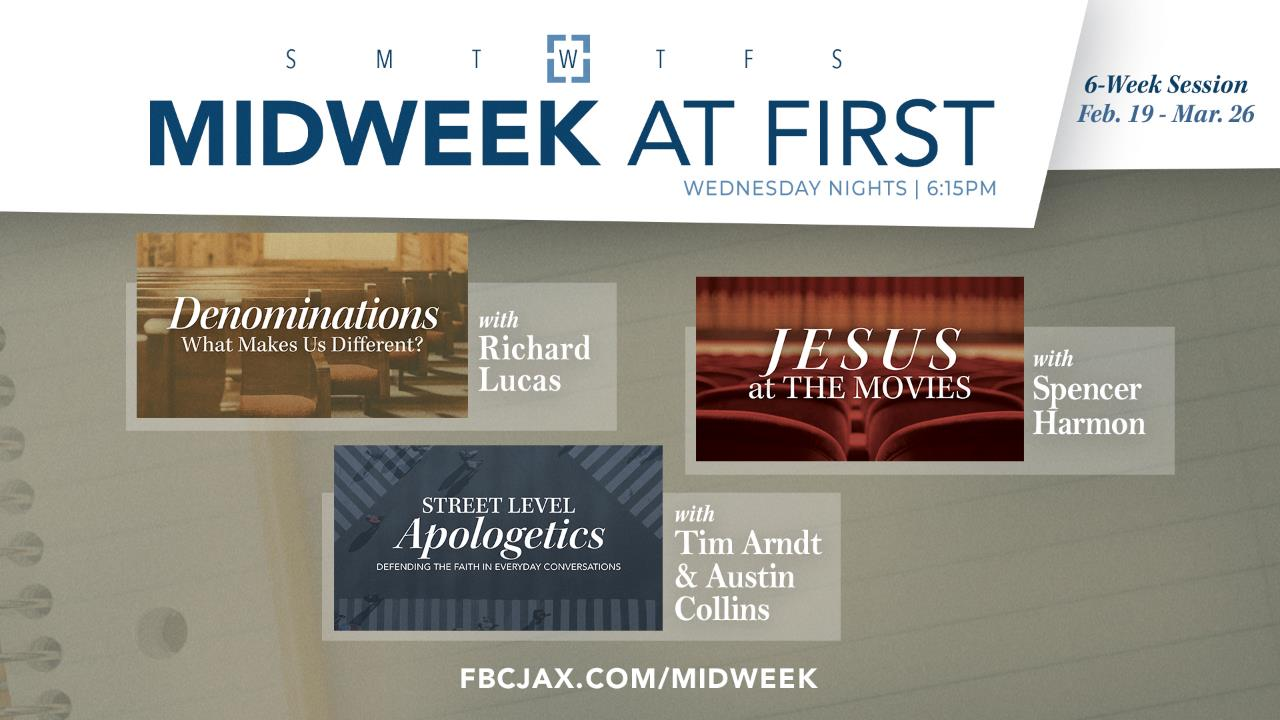 S M T W T F S
MIDWEEK AT FIRST
WEDNESDAY NIGHTS | 6:15PM
6-Week Session
Feb. 19 - Mar. 26
Denominations
What Makes Us Different?
with
Richard
Lucas
JESUS
at THE MOVIES
with
Spencer
Harmon
STREET LEVEL
Apologetics
DEFENDING THE FAITH IN EVERYDAY CONVERSATIONS
with
Tim Arndt
& Austin
Collins
FBCJAX.COM/MIDWEEK